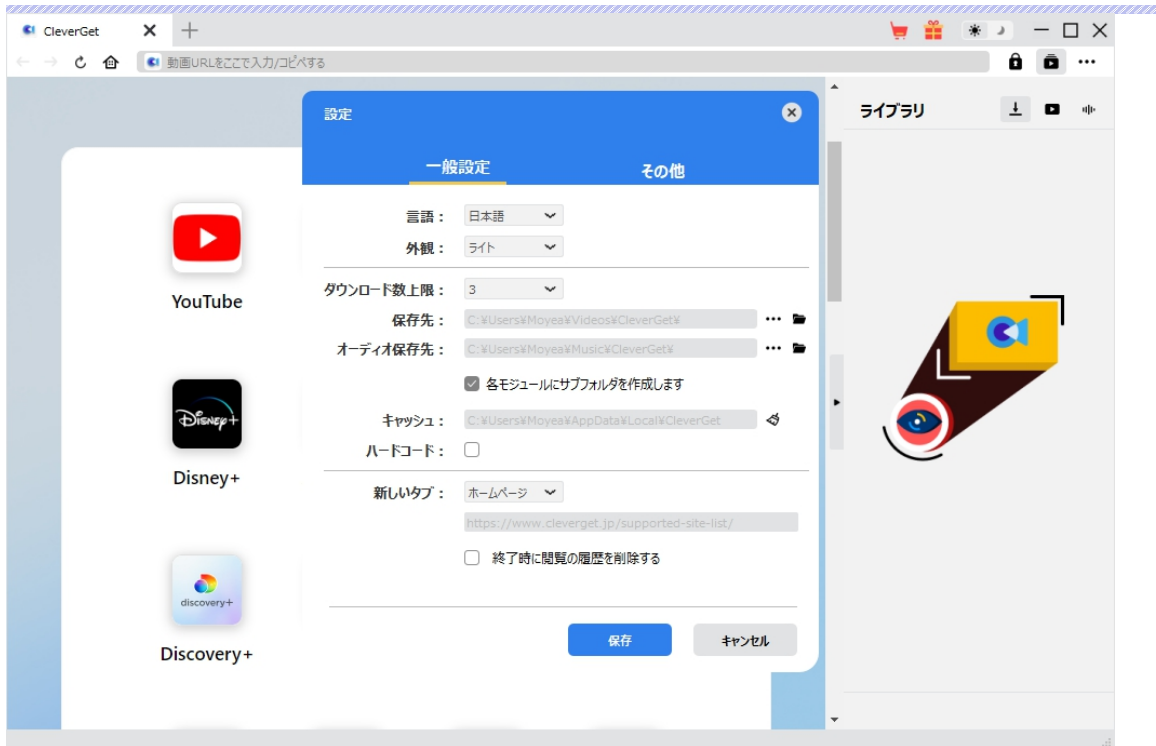 CleverGet
動画URLをここで入力/コピペする
設定
一般設定
その他
言語： 日本語
外観： ライト
ダウンロード数上限： 3
保存先： C:¥Users¥Moyea¥Videos¥CleverGet¥
オーディオ保存先： C:¥Users¥Moyea¥Music¥CleverGet¥
各モジュールにサブフォルダを作成します
キャッシュ： C:¥Users¥Moyea¥AppData¥Local¥CleverGet
ハードコード：
新しいタブ： ホームページ
https://www.cleverget.jp/supported-site-list/
終了時に閲覧の履歴を削除する
保存
キャンセル
YouTube
Disney+
Disney+
discovery+
Discovery+
ライブラリ